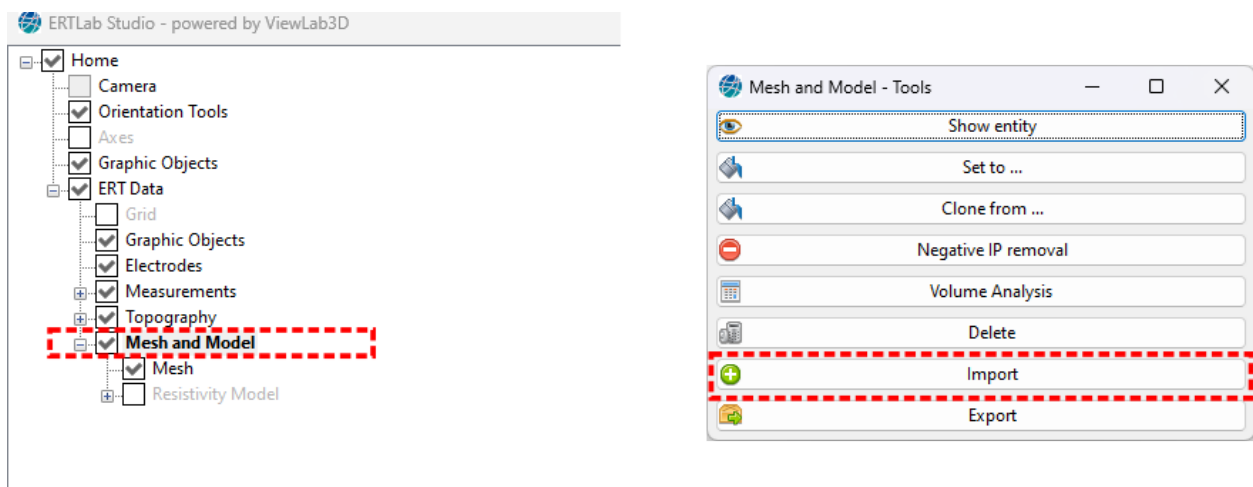 ERTLab Studio - powered by ViewLab3D
Home
Camera
Orientation Tools
Axes
Graphic Objects
ERT Data
Grid
Graphic Objects
Electrodes
Measurements
Topography
Mesh and Model
Mesh
Resistivity Model
Mesh and Model - Tools
Show entity
Set to ...
Clone from ...
Negative IP removal
Volume Analysis
Delete
Import
Export